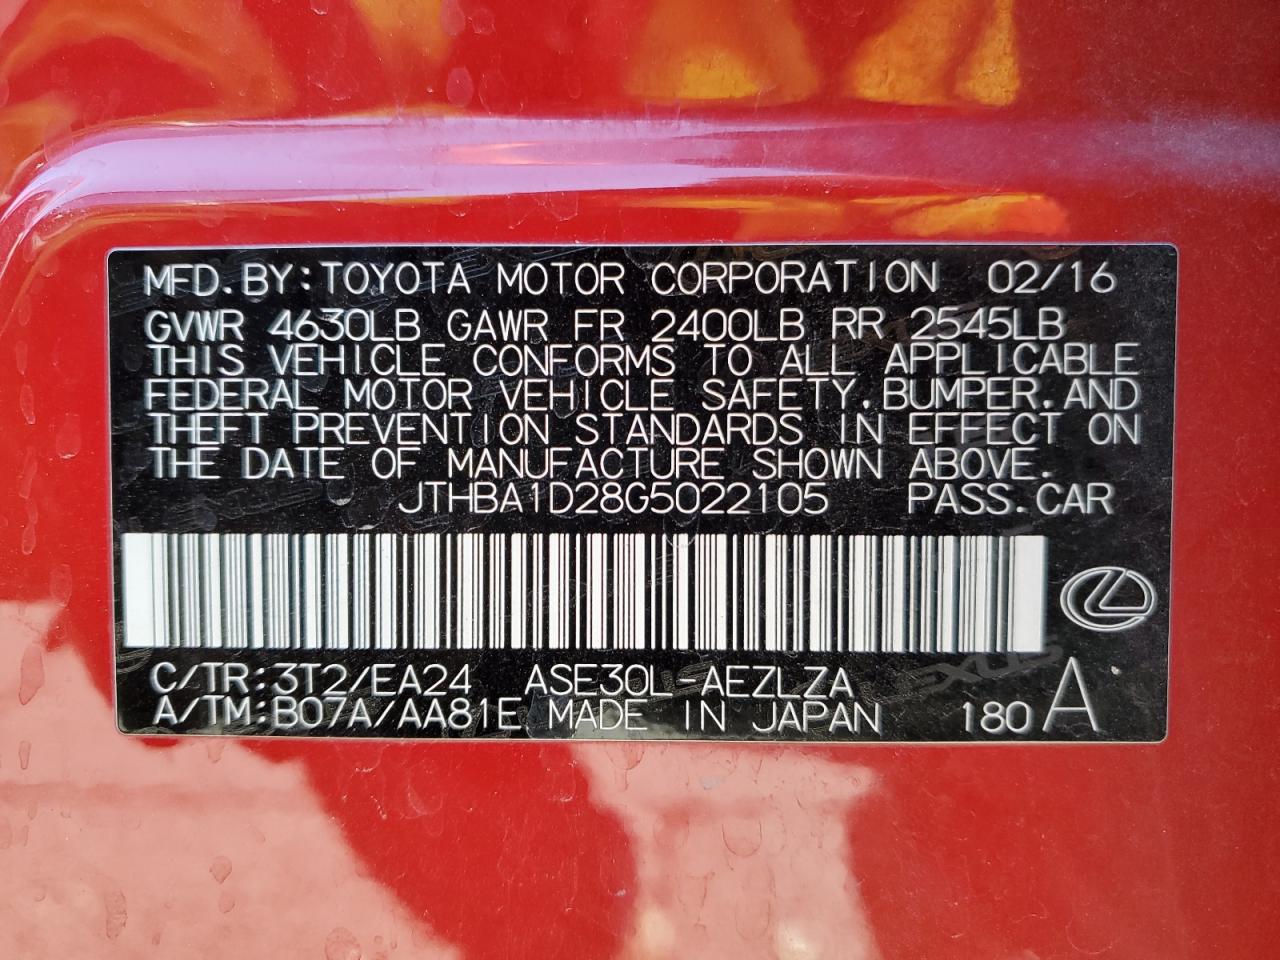 MFD.BY:TOYOTA MOTOR CORPORATION 02/16
GVWR 4630LB GAWR FR 2400LB RR 2545LB
THIS VEHICLE CONFORMS TO ALL APPLICABLE
FEDERAL MOTOR VEHICLE SAFETY,BUMPER,AND
THEFT PREVENTION STANDARDS IN EFFECT ON
THE DATE OF MANUFACTURE SHOWN ABOVE.
JTHBA1D28G5022105 PASS.CAR
C/TR:3T2/EA24 ASE30L-AEZLZA
A/TM:B07A/AA81E MADE IN JAPAN 180 A